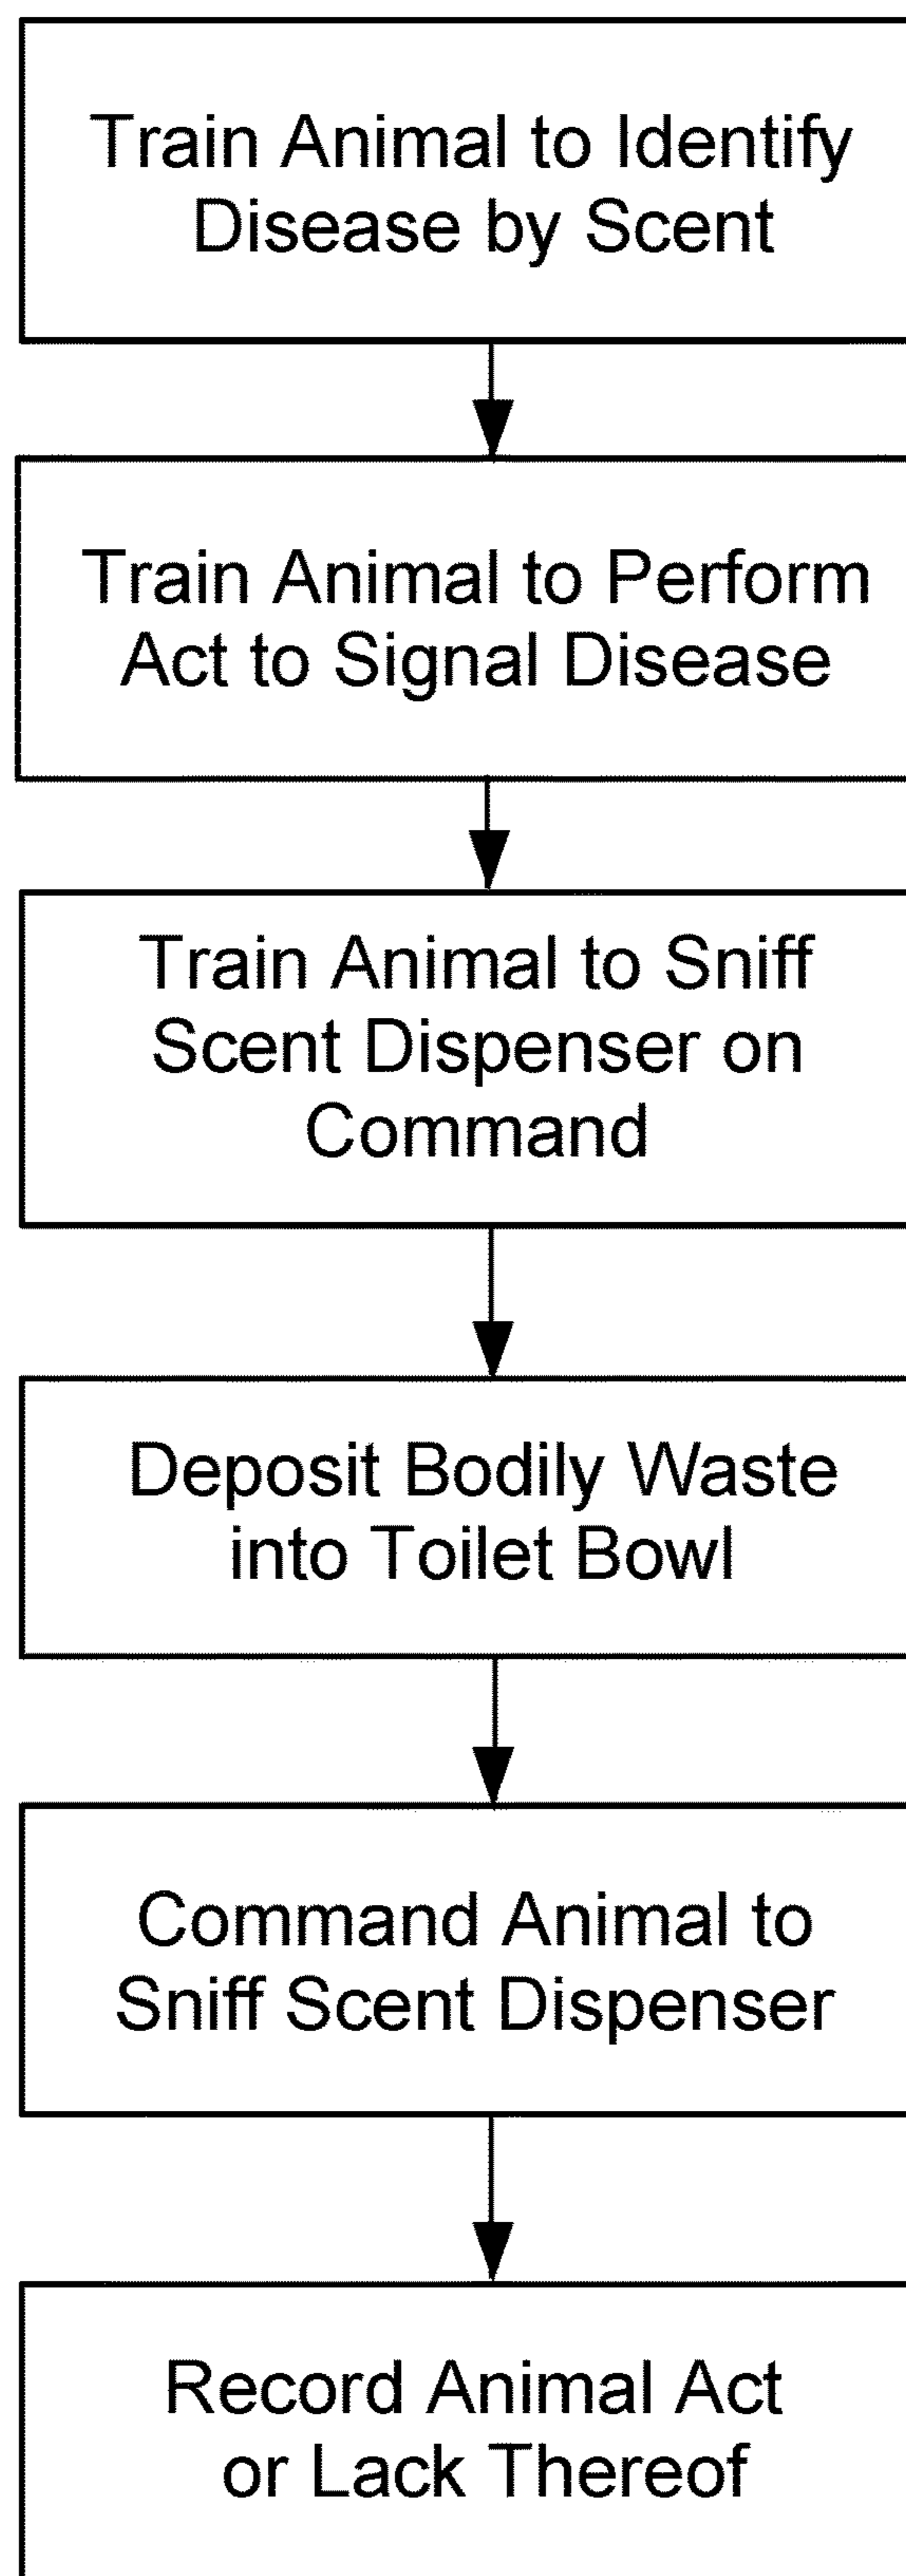 Train Animal to Identify
Disease by Scent
Train Animal to Perform
Act to Signal Disease
Train Animal to Sniff
Scent Dispenser on
Command
Deposit Bodily Waste
into Toilet Bowl
Command Animal to
Sniff Scent Dispenser
Record Animal Act
or Lack Thereof